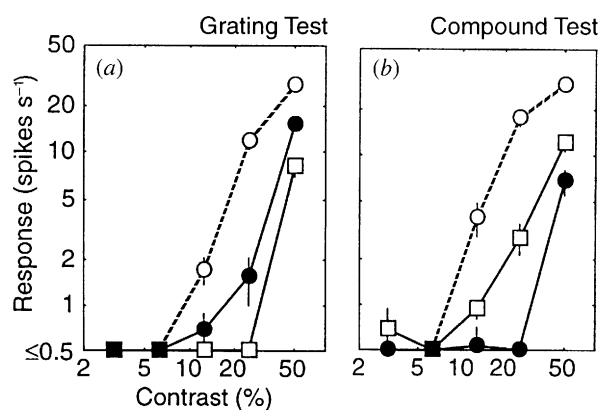 Grating Test
Compound Test
Response (spikes s⁻¹)
50
20
10
5
2
1
≤0.5
(a)
(b)
2 5 10 20 50
2 5 10 20 50
Contrast (%)